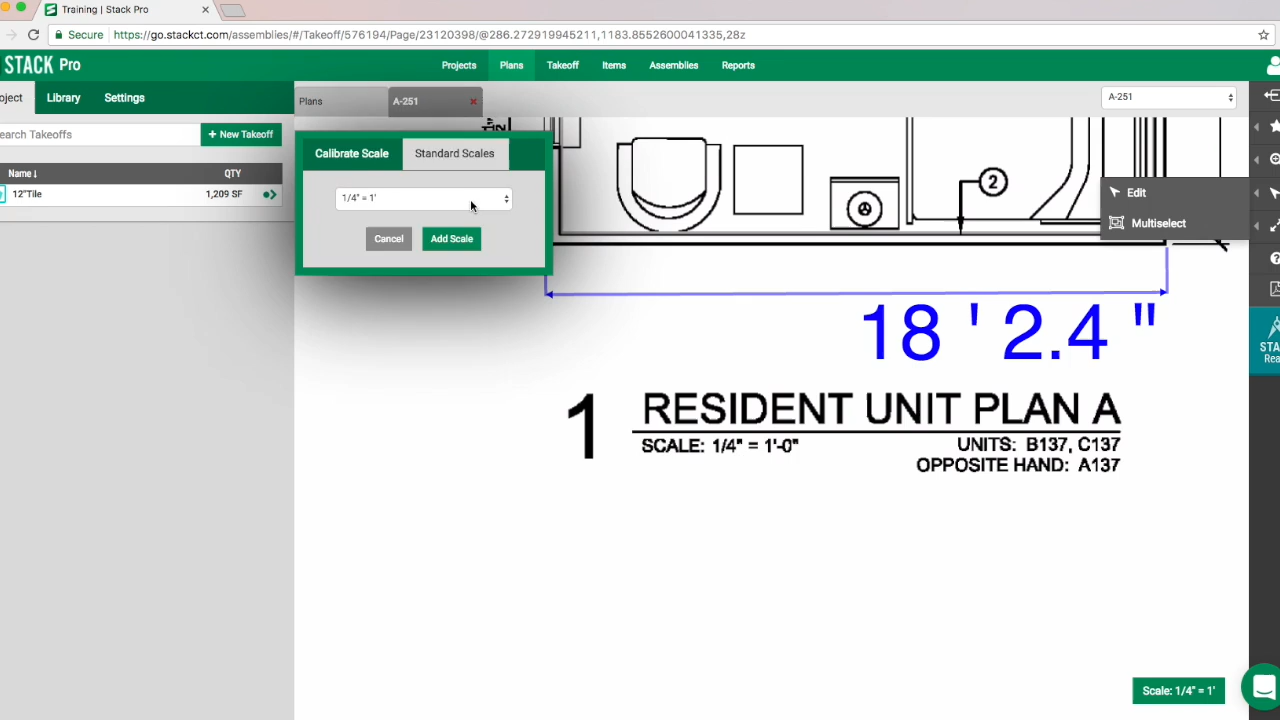 Training | Stack Pro
Secure https://go.stackct.com/assemblies/#/Takeoff/576194/Page/23120398/@286.272919945211,1183.8552600041335,28z
STACK Pro
Projects Plans Takeoff Items Assemblies Reports
oject Library Settings
Plans A-251
A-251
earch Takeoffs
+ New Takeoff
Name QTY
12"Tile 1,209 SF
Calibrate Scale Standard Scales
1/4" = 1'
Cancel Add Scale
2
Edit
Multiselect
18 ' 2.4 "
STA
Rea
1 RESIDENT UNIT PLAN A
SCALE: 1/4" = 1'-0" UNITS: B137, C137
OPPOSITE HAND: A137
Scale: 1/4" = 1'